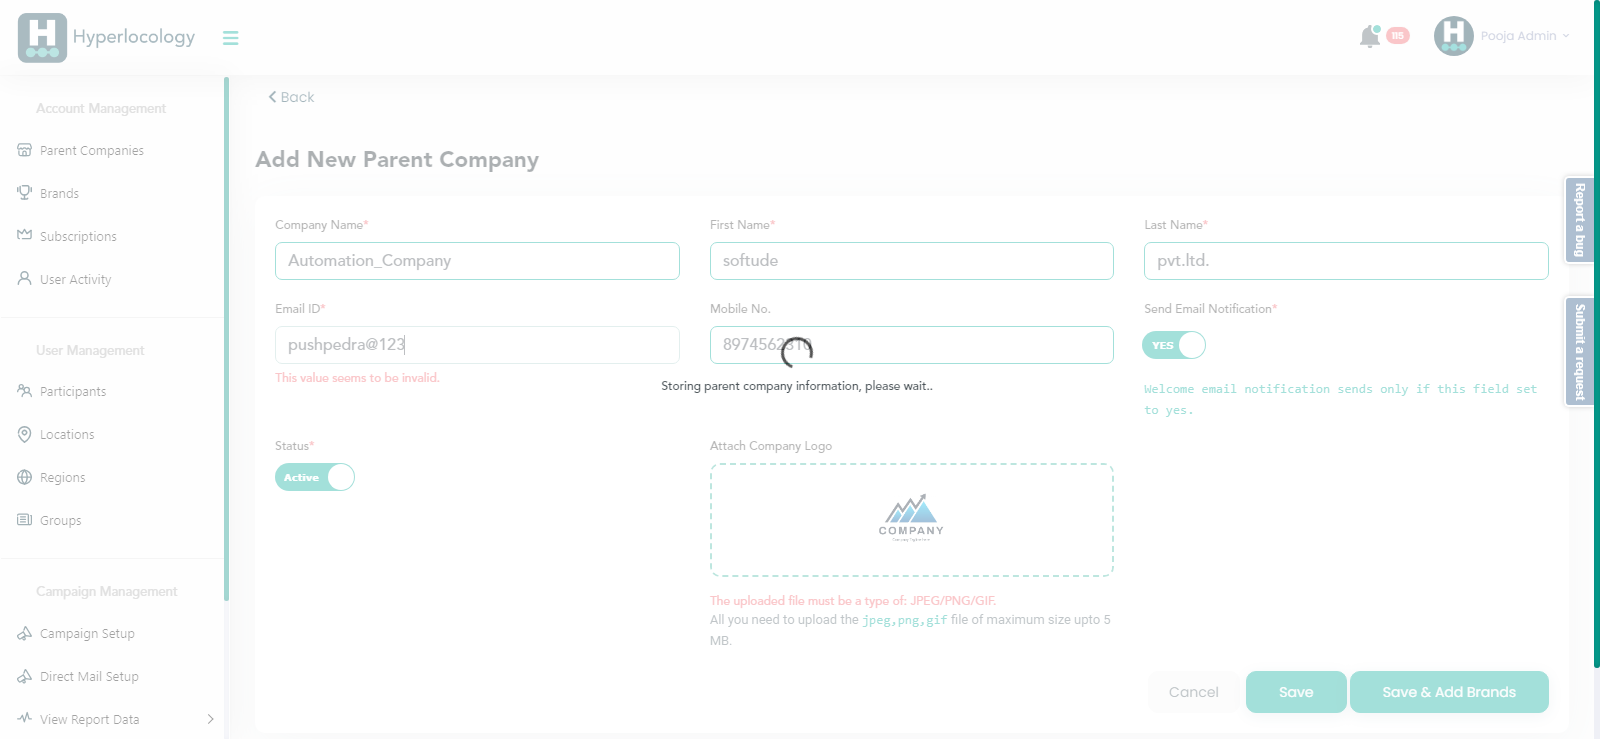 Hyperlocology
115
Pooja Admin
Account Management
Parent Companies
Brands
Subscriptions
User Activity
User Management
Participants
Locations
Regions
Groups
Campaign Management
Campaign Setup
Direct Mail Setup
View Report Data
Back
Add New Parent Company
Company Name*
Automation_Company
First Name*
softude
Last Name*
pvt.ltd.
Email ID*
pushpedra@123
This value seems to be invalid.
Mobile No.
8974562310
Send Email Notification*
YES
Welcome email notification sends only if this field set
to yes.
Storing parent company information, please wait..
Status*
Active
Attach Company Logo
COMPANY
The uploaded file must be a type of: JPEG/PNG/GIF.
All you need to upload the jpeg,png,gif file of maximum size upto 5
MB.
Cancel
Save
Save & Add Brands
Report a bug
Submit a request